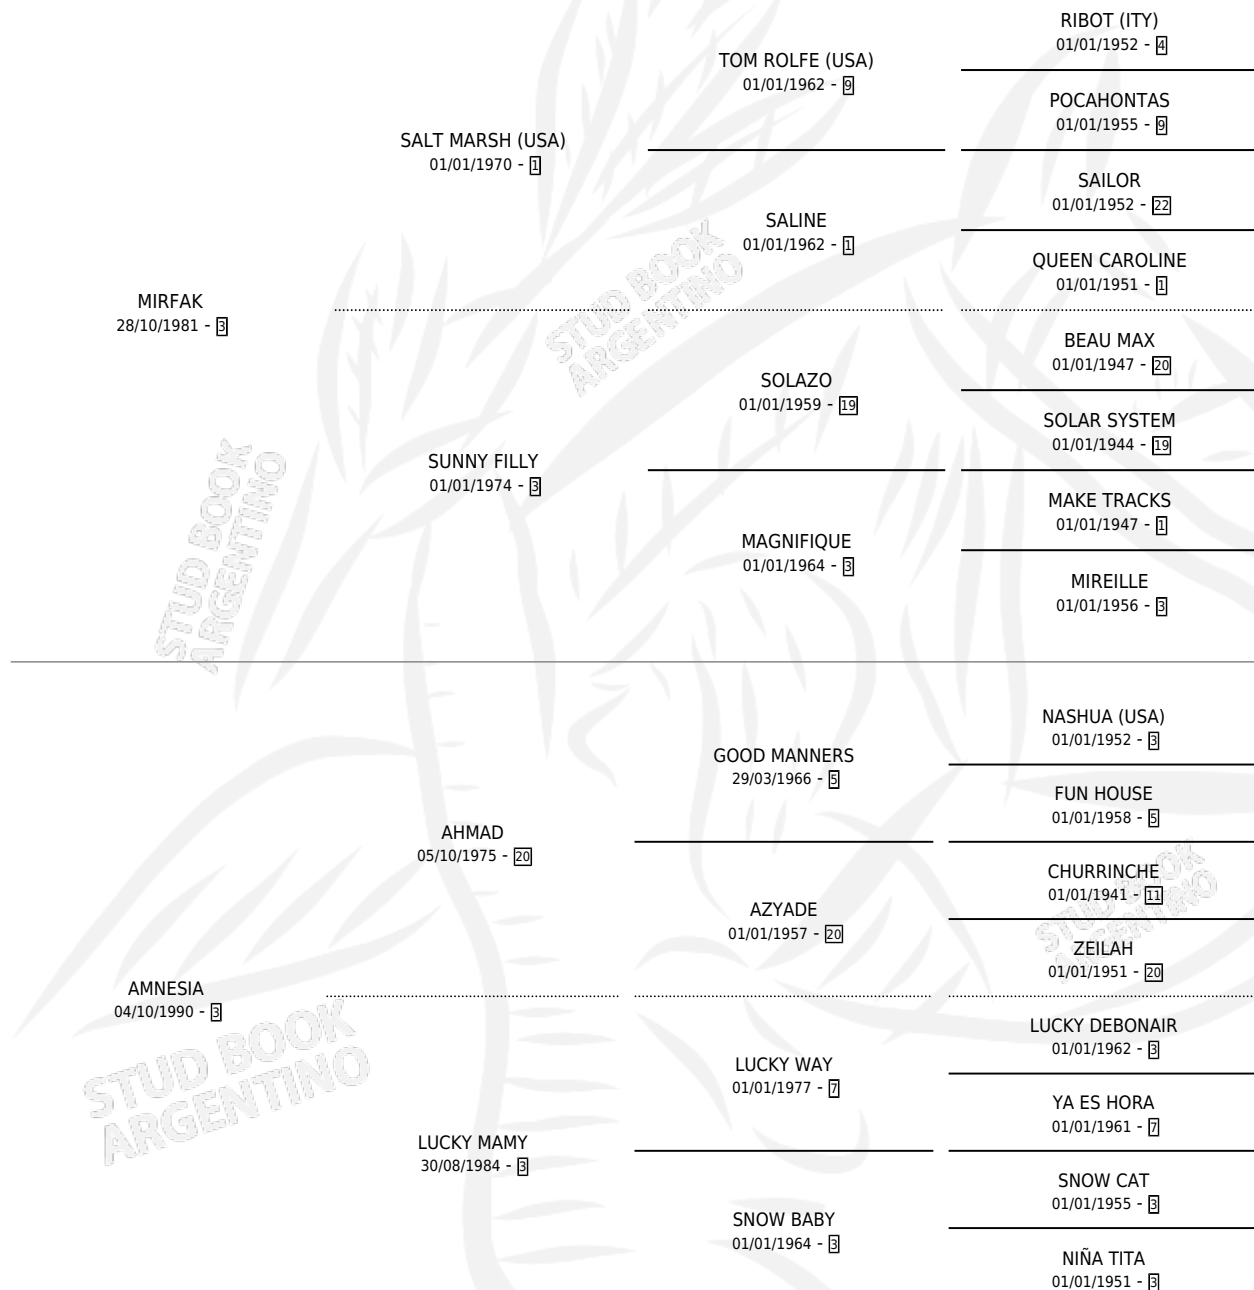 RIBOT (ITY)
01/01/1952 - 4
TOM ROLFE (USA)
01/01/1962 - 9
POCAHONTAS
01/01/1955 - 9
SALT MARSH (USA)
01/01/1970 - 1
SAILOR
01/01/1952 - 22
SALINE
01/01/1962 - 1
QUEEN CAROLINE
01/01/1951 - 1
MIRFAK
28/10/1981 - 3
BEAU MAX
01/01/1947 - 20
SOLAZO
01/01/1959 - 19
SOLAR SYSTEM
01/01/1944 - 19
SUNNY FILLY
01/01/1974 - 3
MAKE TRACKS
01/01/1947 - 1
MAGNIFIQUE
01/01/1964 - 3
MIREILLE
01/01/1956 - 3
NASHUA (USA)
01/01/1952 - 3
GOOD MANNERS
29/03/1966 - 5
FUN HOUSE
01/01/1958 - 5
AHMAD
05/10/1975 - 20
CHURRINCHE
01/01/1941 - 11
AZYADE
01/01/1957 - 20
ZEILAH
01/01/1951 - 20
AMNESIA
04/10/1990 - 3
LUCKY DEBONAIR
01/01/1962 - 3
LUCKY WAY
01/01/1977 - 7
YA ES HORA
01/01/1961 - 7
LUCKY MAMY
30/08/1984 - 3
SNOW CAT
01/01/1955 - 3
SNOW BABY
01/01/1964 - 3
NIÑA TITA
01/01/1951 - 3
STUD BOOK
ARGENTINO
STUD BOOK
ARGENTINO
STUD BOOK
ARGENTINO
STUD BOOK
ARGENTINO